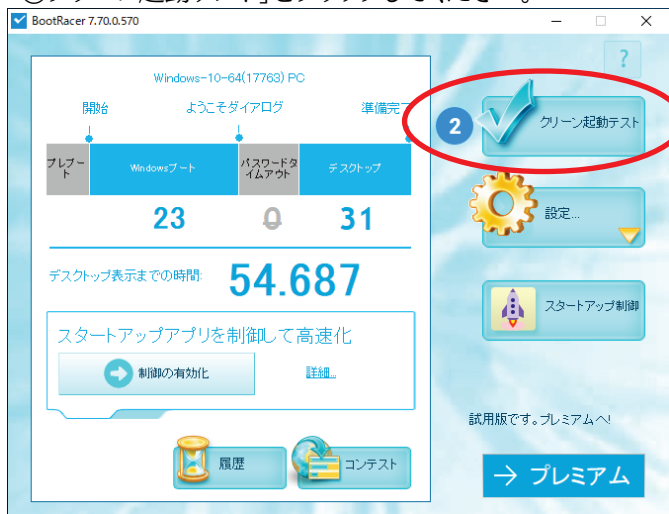 BootRacer 7.70.0.570
?
Windows-10-64(17763) PC
開始
ようこそダイアログ
準備完了
プレブー
ト
Windowsブート
パスワードタ
イムアウト
デスクトップ
23
0
31
デスクトップ表示までの時間:
54.687
スタートアップアプリを制御して高速化
制御の有効化
詳細...
履歴
コンテスト
2
クリーン起動テスト
設定...
スタートアップ制御
試用版です。プレミアムへ!
→ プレミアム